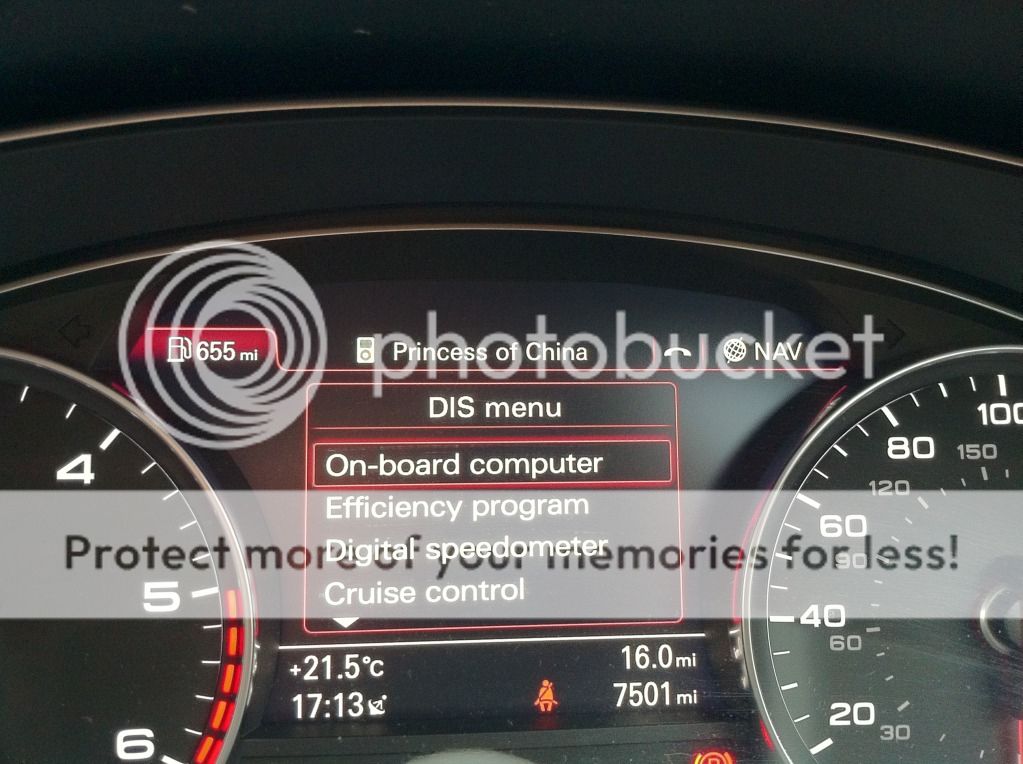 655 mi
Princess of China
NAV
photobucket
DIS menu
On-board computer
Efficiency program
Digital speedometer
Cruise control
Protect more of your memories for less!
+21.5°C
16.0 mi
17:13
7501 mi
4
5
6
100
80
150
120
60
90
40
60
20
30